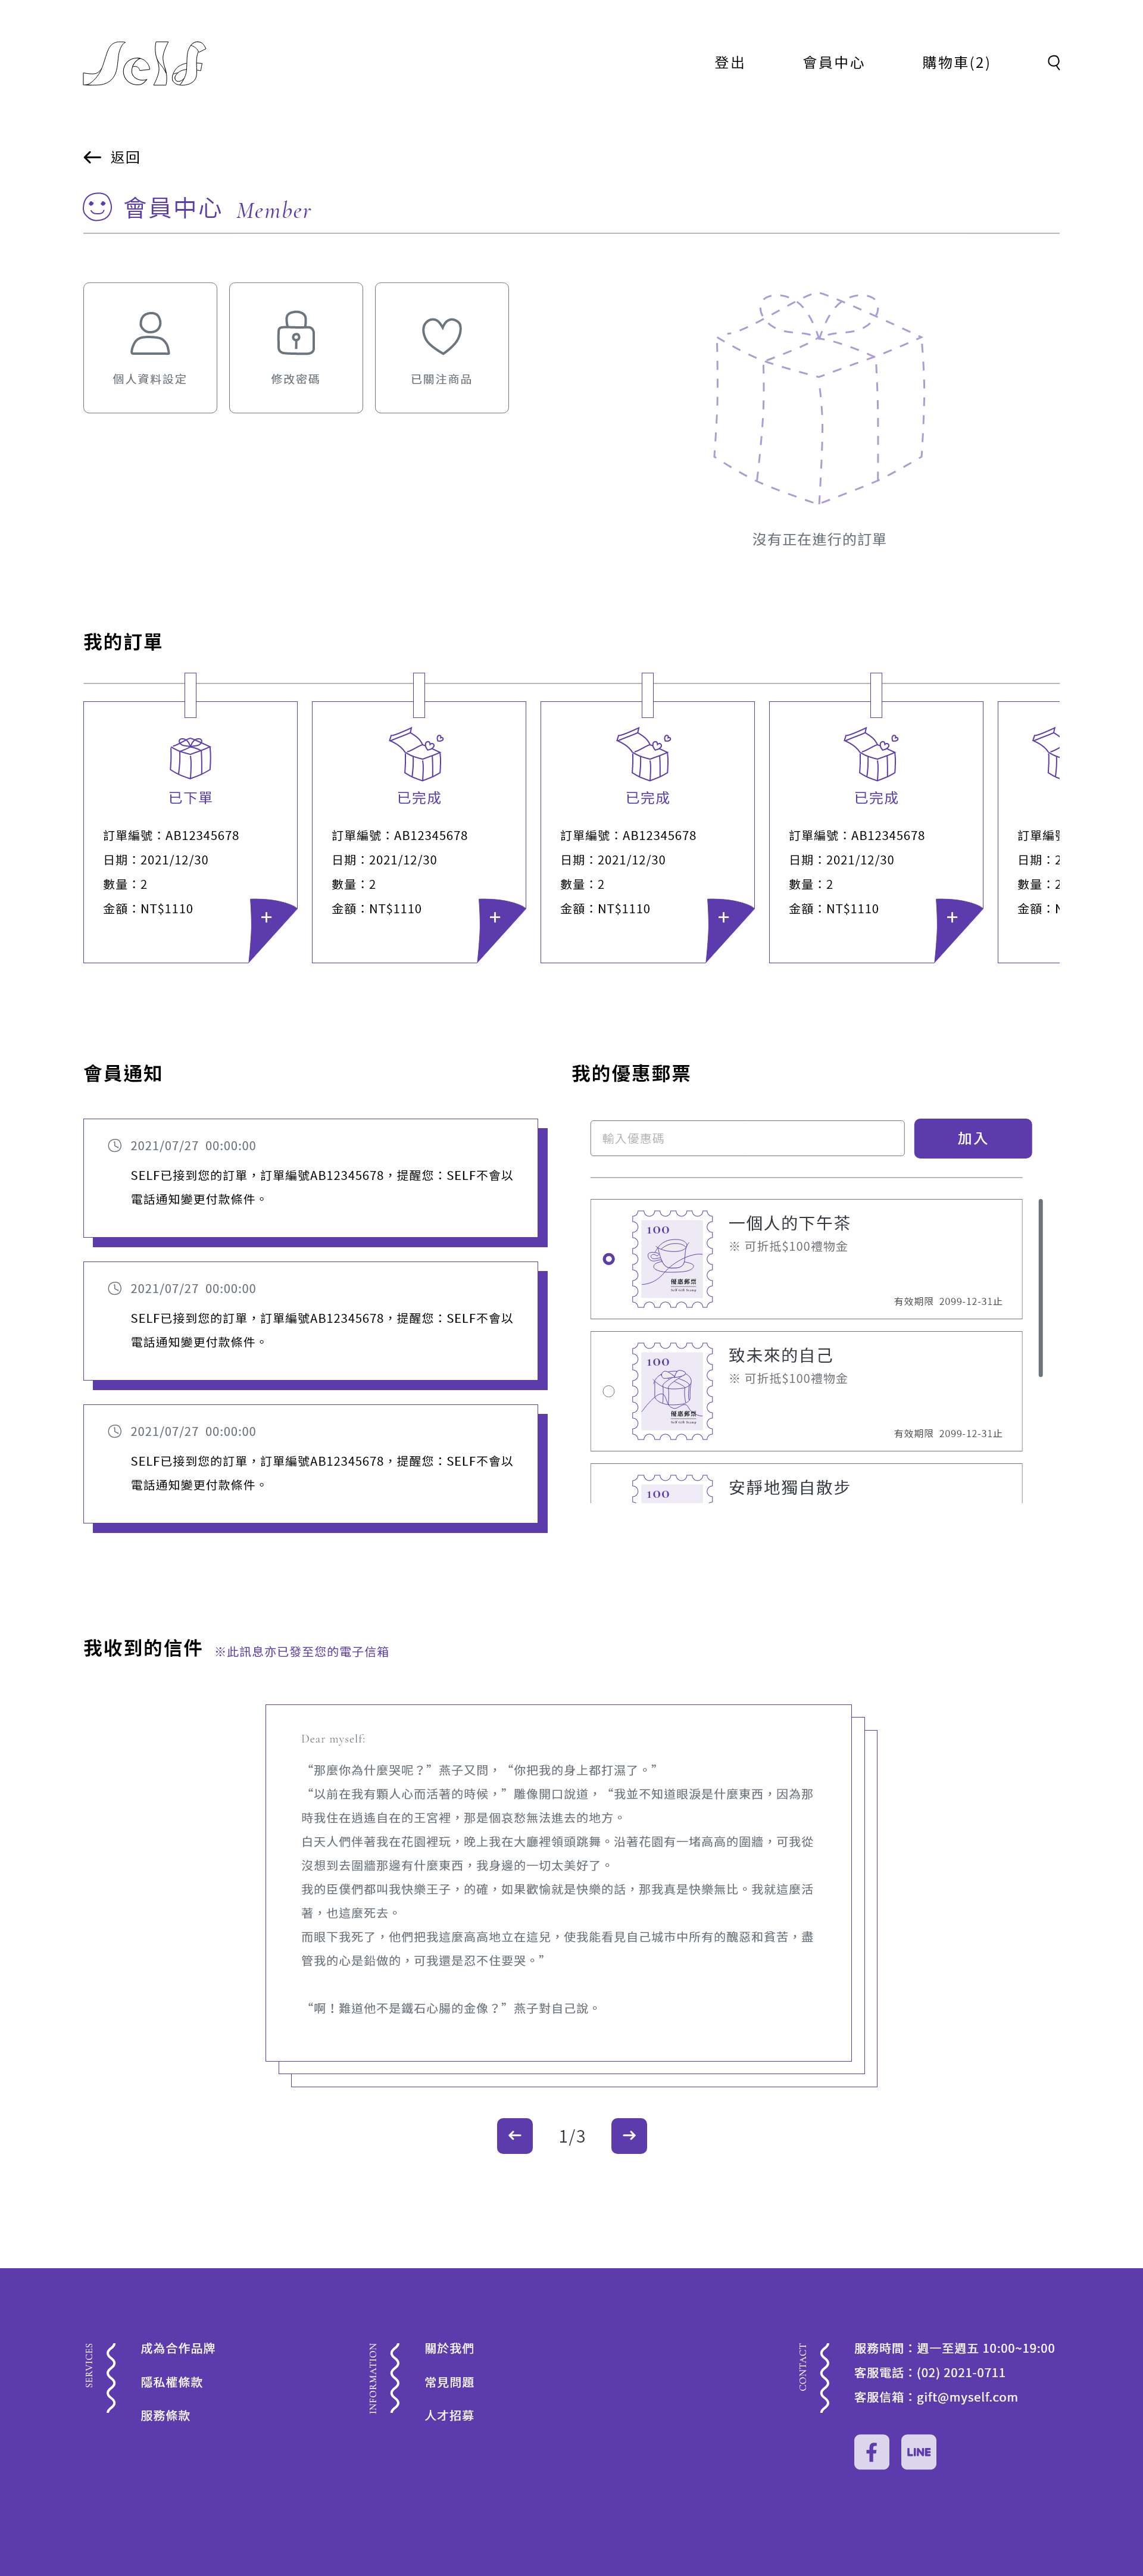 Self
登出
會員中心
購物車(2)
返回
會員中心 Member
個人資料設定
修改密碼
已關注商品
沒有正在進行的訂單
我的訂單
已下單
訂單編號：AB12345678
日期：2021/12/30
數量：2
金額：NT$1110
+
已完成
訂單編號：AB12345678
日期：2021/12/30
數量：2
金額：NT$1110
+
已完成
訂單編號：AB12345678
日期：2021/12/30
數量：2
金額：NT$1110
+
已完成
訂單編號：AB12345678
日期：2021/12/30
數量：2
金額：NT$1110
+
訂單編號
日期：2
數量：2
金額：N
會員通知
2021/07/27 00:00:00
SELF已接到您的訂單，訂單編號AB12345678，提醒您：SELF不會以
電話通知變更付款條件。
2021/07/27 00:00:00
SELF已接到您的訂單，訂單編號AB12345678，提醒您：SELF不會以
電話通知變更付款條件。
2021/07/27 00:00:00
SELF已接到您的訂單，訂單編號AB12345678，提醒您：SELF不會以
電話通知變更付款條件。
我的優惠郵票
輸入優惠碼
加入
100
優惠郵票
Self Gift Stamp
一個人的下午茶
※ 可折抵$100禮物金
有效期限 2099-12-31止
100
優惠郵票
Self Gift Stamp
致未來的自己
※ 可折抵$100禮物金
有效期限 2099-12-31止
100
安靜地獨自散步
我收到的信件 ※此訊息亦已發至您的電子信箱
Dear myself:
“那麼你為什麼哭呢？”燕子又問，“你把我的身上都打濕了。”
“以前在我有顆人心而活著的時候，”雕像開口說道，“我並不知道眼淚是什麼東西，因為那
時我住在逍遙自在的王宮裡，那是個哀愁無法進去的地方。
白天人們伴著我在花園裡玩，晚上我在大廳裡領頭跳舞。沿著花園有一堵高高的圍牆，可我從
沒想到去圍牆那邊有什麼東西，我身邊的一切太美好了。
我的臣僕們都叫我快樂王子，的確，如果歡愉就是快樂的話，那我真是快樂無比。我就這麼活
著，也這麼死去。
而眼下我死了，他們把我這麼高高地立在這兒，使我能看見自己城市中所有的醜惡和貧苦，盡
管我的心是鉛做的，可我還是忍不住要哭。”
“啊！難道他不是鐵石心腸的金像？”燕子對自己說。
1/3
SERVICES
成為合作品牌
隱私權條款
服務條款
INFORMATION
關於我們
常見問題
人才招募
CONTACT
服務時間：週一至週五 10:00~19:00
客服電話：(02) 2021-0711
客服信箱：gift@myself.com
f
LINE